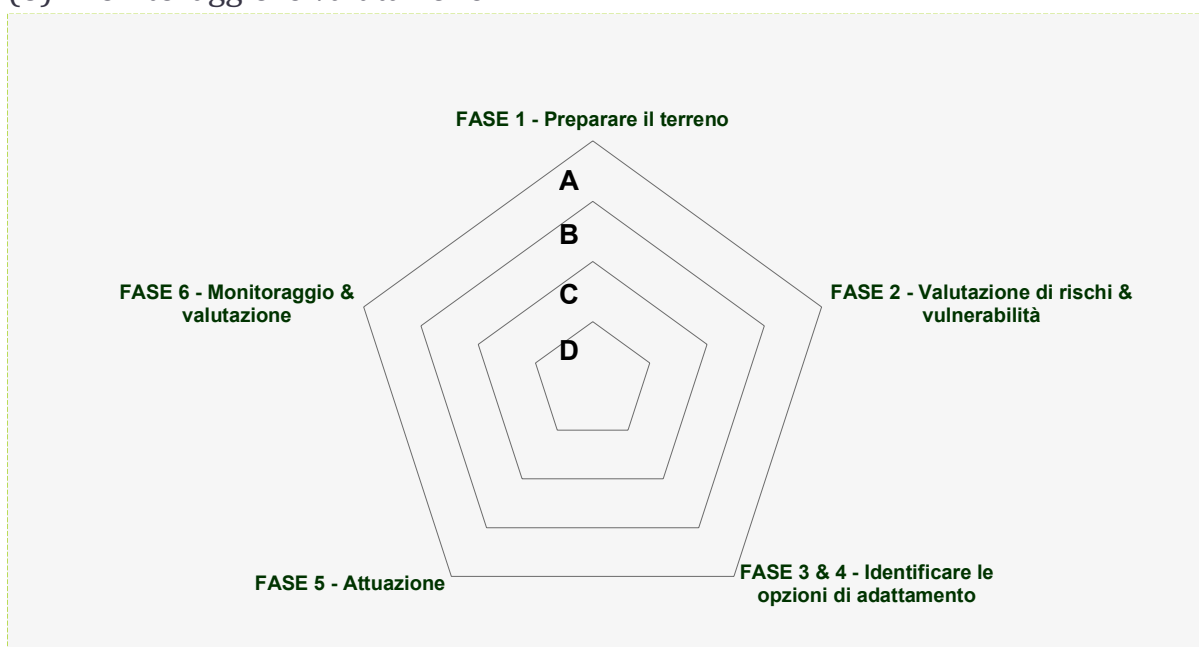 FASE 1 - Preparare il terreno
A
B
C
D
FASE 6 - Monitoraggio &
valutazione
FASE 2 - Valutazione di rischi &
vulnerabilità
FASE 5 - Attuazione
FASE 3 & 4 - Identificare le
opzioni di adattamento